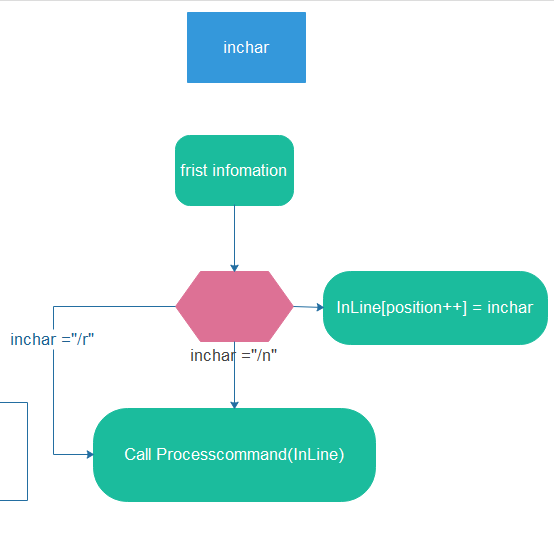 inchar
frist infomation
InLine[position++] = inchar
inchar ="/r"
inchar ="/n"
Call Processcommand(InLine)